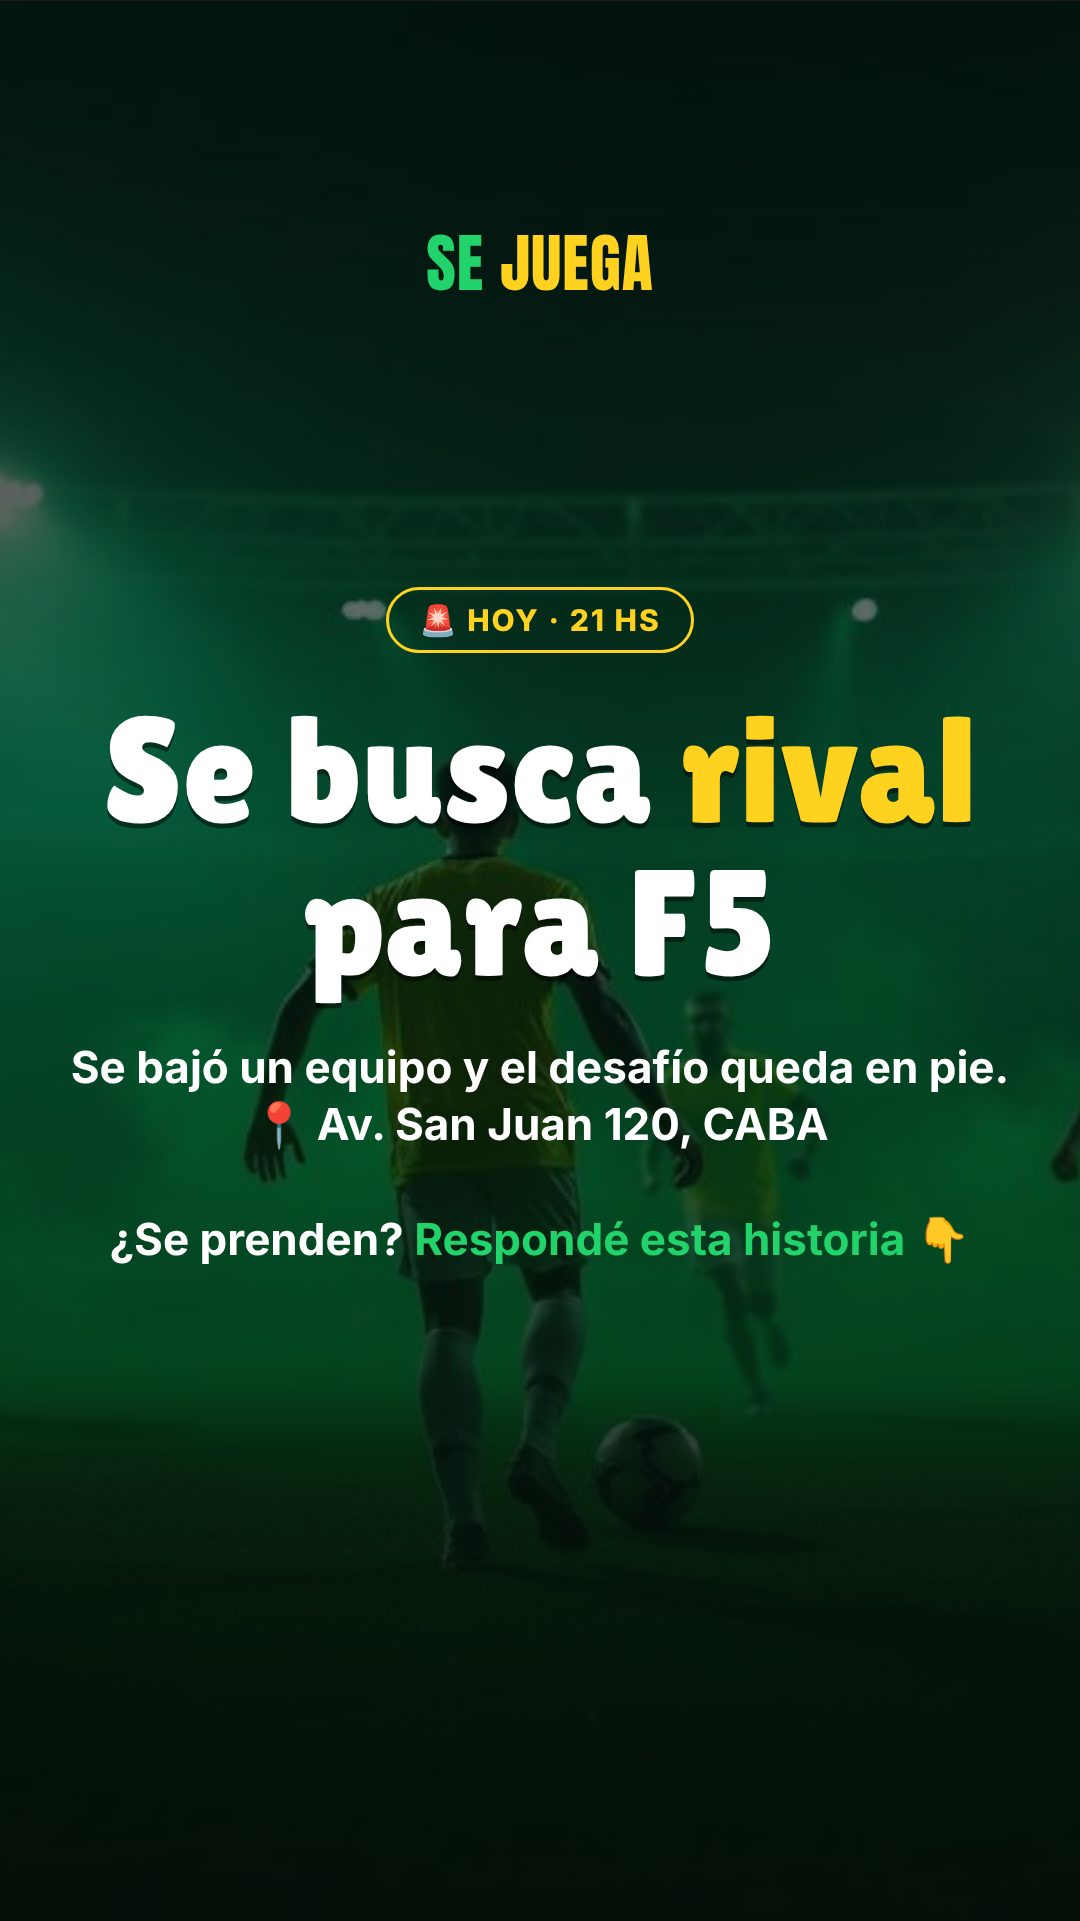 SE JUEGA
🚨 HOY · 21 HS
Se busca rival
para F5
Se bajó un equipo y el desafío queda en pie.
📍 Av. San Juan 120, CABA
¿Se prenden? Respondé esta historia 👇